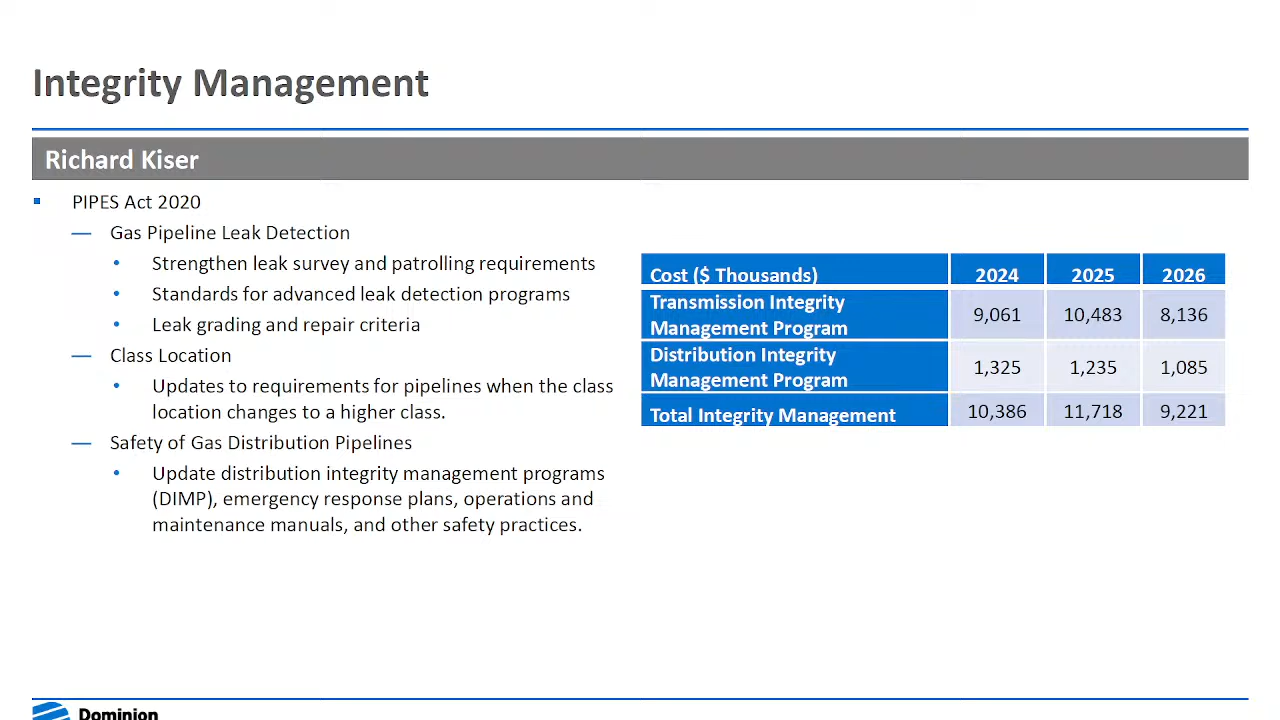 Integrity Management
Richard Kiser
▪ PIPES Act 2020
— Gas Pipeline Leak Detection
• Strengthen leak survey and patrolling requirements
• Standards for advanced leak detection programs
• Leak grading and repair criteria
— Class Location
• Updates to requirements for pipelines when the class
location changes to a higher class.
— Safety of Gas Distribution Pipelines
• Update distribution integrity management programs
(DIMP), emergency response plans, operations and
maintenance manuals, and other safety practices.
Cost ($ Thousands) 2024 2025 2026
Transmission Integrity
Management Program 9,061 10,483 8,136
Distribution Integrity
Management Program 1,325 1,235 1,085
Total Integrity Management 10,386 11,718 9,221
Dominion